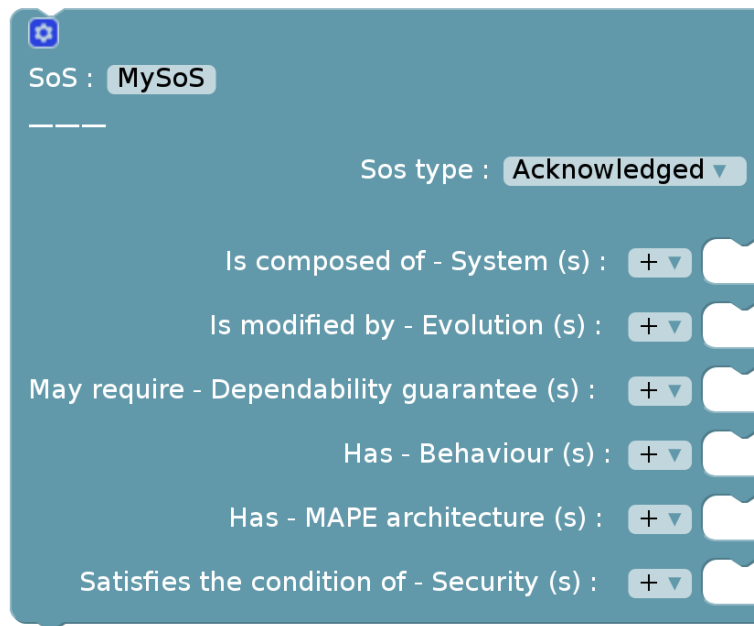 SoS : MySoS
___
Sos type : Acknowledged ▼
Is composed of - System (s) : + ▼
Is modified by - Evolution (s) : + ▼
May require - Dependability guarantee (s) : + ▼
Has - Behaviour (s) : + ▼
Has - MAPE architecture (s) : + ▼
Satisfies the condition of - Security (s) : + ▼